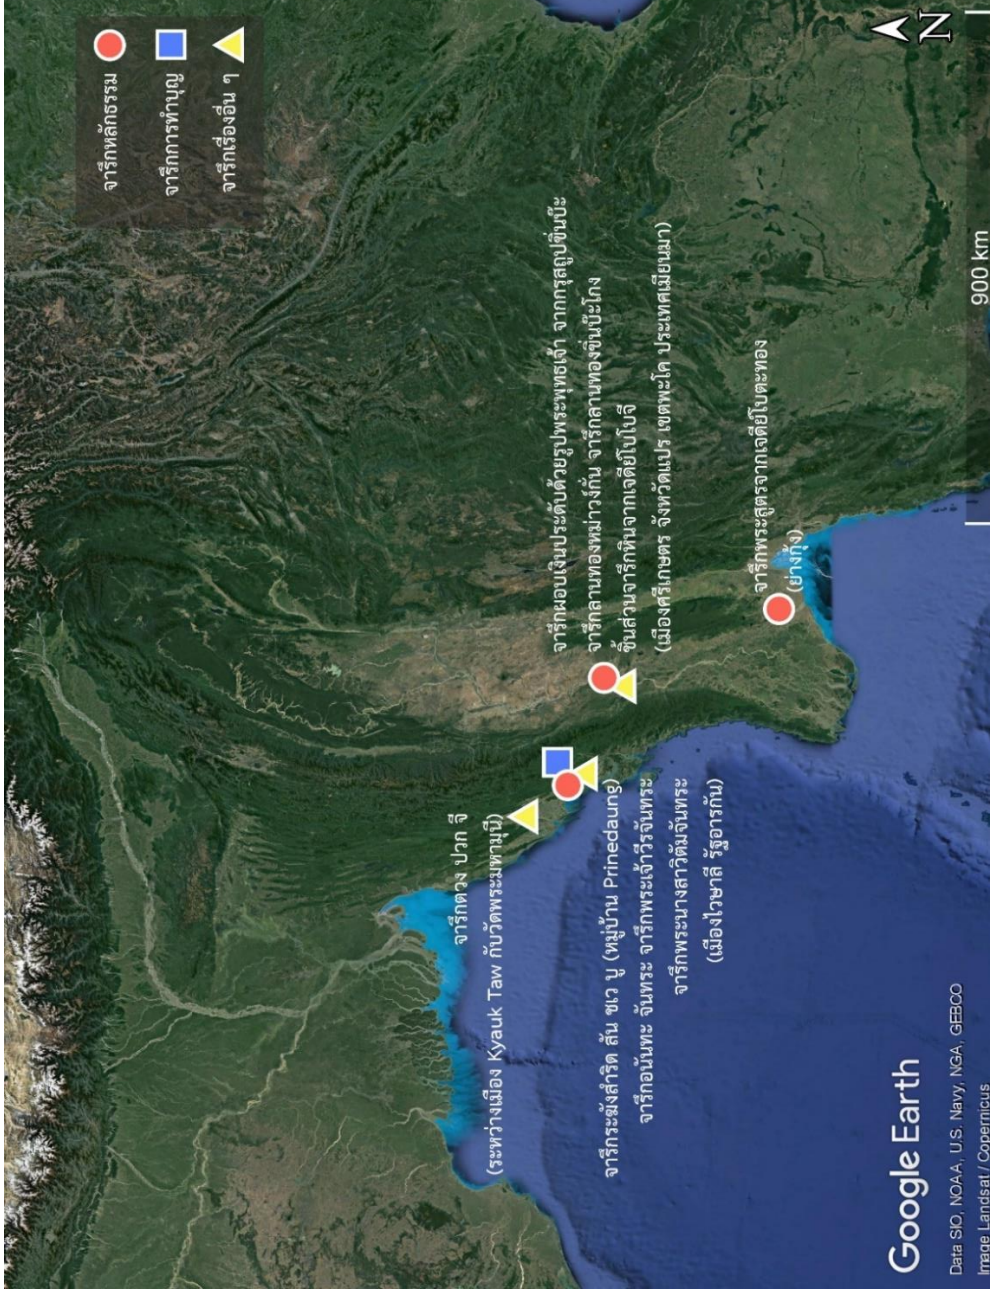 จารึกหลักธรรม
จารึกการทำบุญ
จารึกเรื่องอื่น ๆ
N
จารึกตวง ปวก จี
(ระหว่างเมือง Kyauk Taw กับวัดพระมหามุนี)
จารึกผอบเงินประดับด้วยรูปพระพุทธเจ้า จากกรุสถูปขิ่นบ๊ะ
จารึกลานทองหม่าวง์กั่น จารึกลานทองขิ่นบ๊ะโกง
ชิ้นส่วนจารึกหินจากเจดีย์โบโบจี
(เมืองศรีเกษตร จังหวัดแปร เขตพะโค ประเทศเมียนมา)
จารึกระฆังสำริด สัน ชเว บู (หมู่บ้าน Prinedaung)
จารึกอนันทะ จันทระ จารึกพระเจ้าวีรจันทระ
จารึกพระนางสาวิตัมจันทระ
(เมืองไวษาลี รัฐอารกัน)
จารึกพระสูตรจากเจดีย์โบตะทอง
(ย่างกุ้ง)
Google Earth
Data SIO, NOAA, U.S. Navy, NGA, GEBCO
Image Landsat / Copernicus
900 km